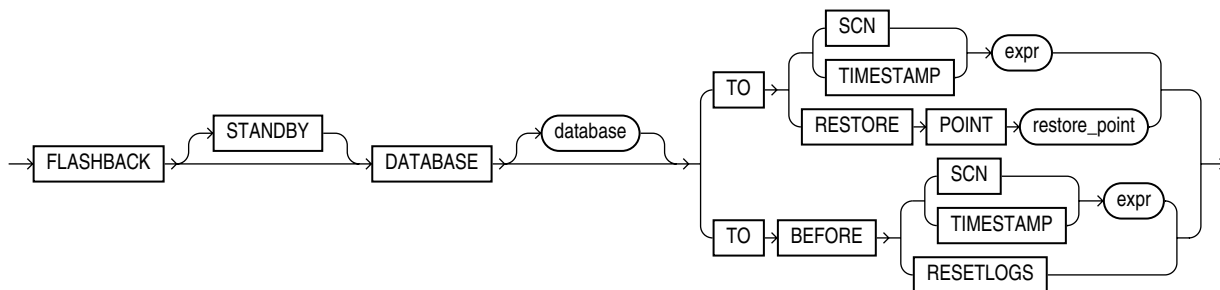 SCN
expr
TIMESTAMP
TO
STANDBY
database
RESTORE POINT restore_point
FLASHBACK
DATABASE
SCN
expr
TIMESTAMP
TO BEFORE
RESETLOGS